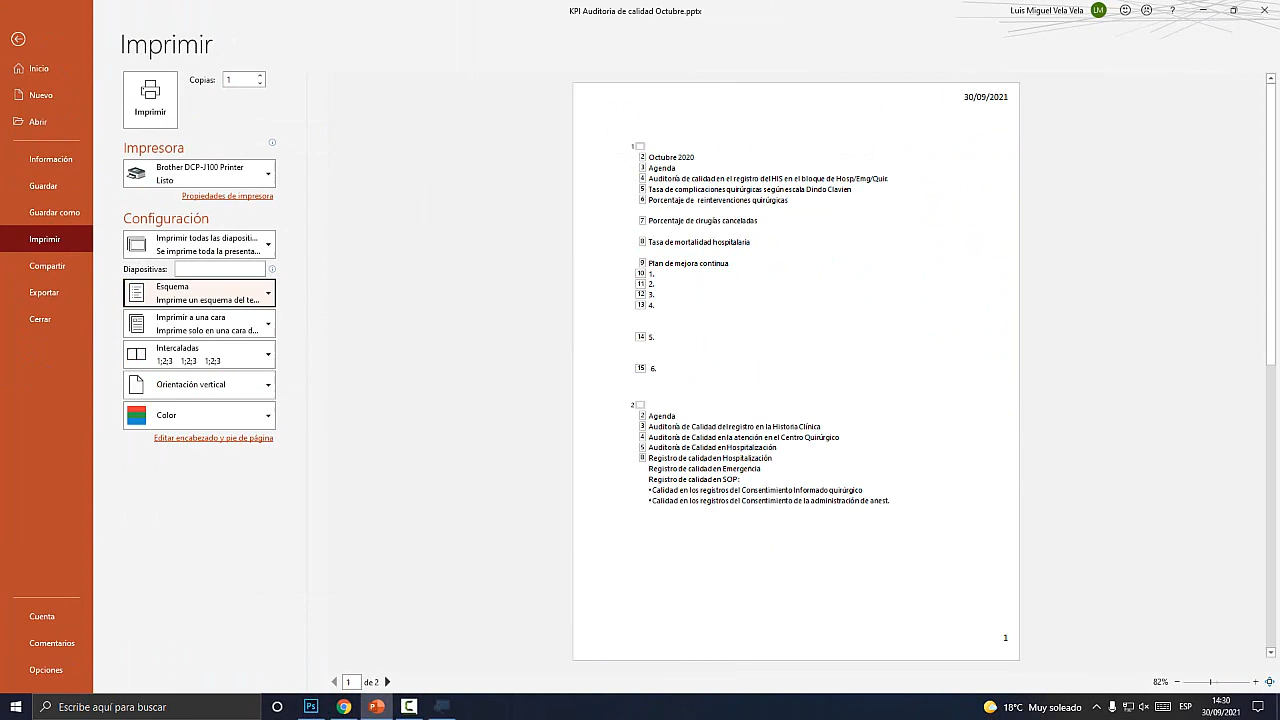 KPI Auditoria de calidad Octubre.pptx
Luis Miguel Vela Vela
LM
?
Imprimir
Inicio
Nuevo
Abrir
Información
Guardar
Guardar como
Imprimir
Compartir
Exportar
Cerrar
Cuenta
Comentarios
Opciones
Imprimir
Copias: 1
Impresora
Brother DCP-J100 Printer
Listo
Propiedades de impresora
Configuración
Imprimir todas las diapositi...
Se imprime toda la presenta...
Diapositivas:
Esquema
Imprime un esquema del te...
Imprimir a una cara
Imprime solo en una cara d...
Intercaladas
1;2;3 1;2;3 1;2;3
Orientación vertical
Color
Editar encabezado y pie de página
30/09/2021
1
2 Octubre 2020
3 Agenda
4 Auditoría de calidad en el registro del HIS en el bloque de Hosp/Emg/Quir.
5 Tasa de complicaciones quirúrgicas según escala Dindo Clavien
6 Porcentaje de reintervenciones quirúrgicas
7 Porcentaje de cirugías canceladas
8 Tasa de mortalidad hospitalaria
9 Plan de mejora continua
10 1.
11 2.
12 3.
13 4.
14 5.
15 6.
2
2 Agenda
3 Auditoría de Calidad del registro en la Historia Clínica
4 Auditoría de Calidad en la atención en el Centro Quirúrgico
5 Auditoría de Calidad en Hospitalización
8 Registro de calidad en Hospitalización
Registro de calidad en Emergencia
Registro de calidad en SOP:
•Calidad en los registros del Consentimiento Informado quirúrgico
•Calidad en los registros del Consentimiento de la administración de anest.
1
1 de 2
82%
Escribe aquí para buscar
Ps
P
C
18°C Muy soleado
ESP
14:30
30/09/2021